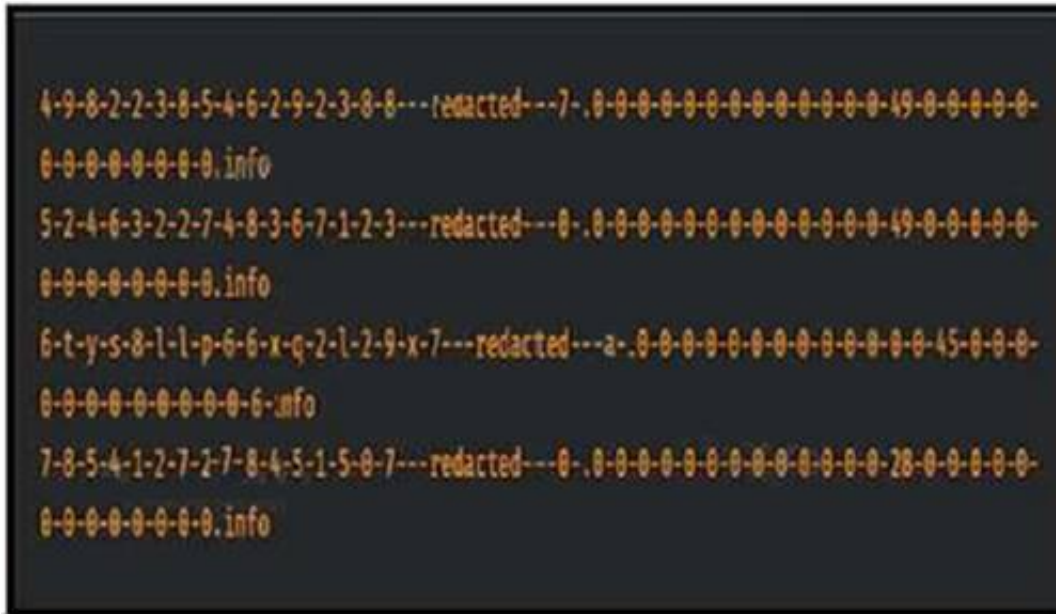 4-9-8-2-2-3-8-5-4-6-2-9-2-3-8-8---redacted---7-.0-0-0-0-0-0-0-0-0-0-0-0-0-49-0-0-0-0-0-
0-0-0-0-0-0-0-0.info
5-2-4-6-3-2-2-7-4-8-3-6-7-1-2-3---redacted---0-.0-0-0-0-0-0-0-0-0-0-0-0-0-49-0-0-0-0-0-
0-0-0-0-0-0-0-0.info
6-t-y-s-8-l-l-p-6-6-x-q-2-l-2-9-x-7---redacted---a-.0-0-0-0-0-0-0-0-0-0-0-0-0-45-0-0-0-
0-0-0-0-0-0-0-0-0-6-info
7-8-5-4-1-2-7-2-7-8-4-5-1-5-0-7---redacted---0-.0-0-0-0-0-0-0-0-0-0-0-0-0-28-0-0-0-0-0-
0-0-0-0-0-0-0-0.info